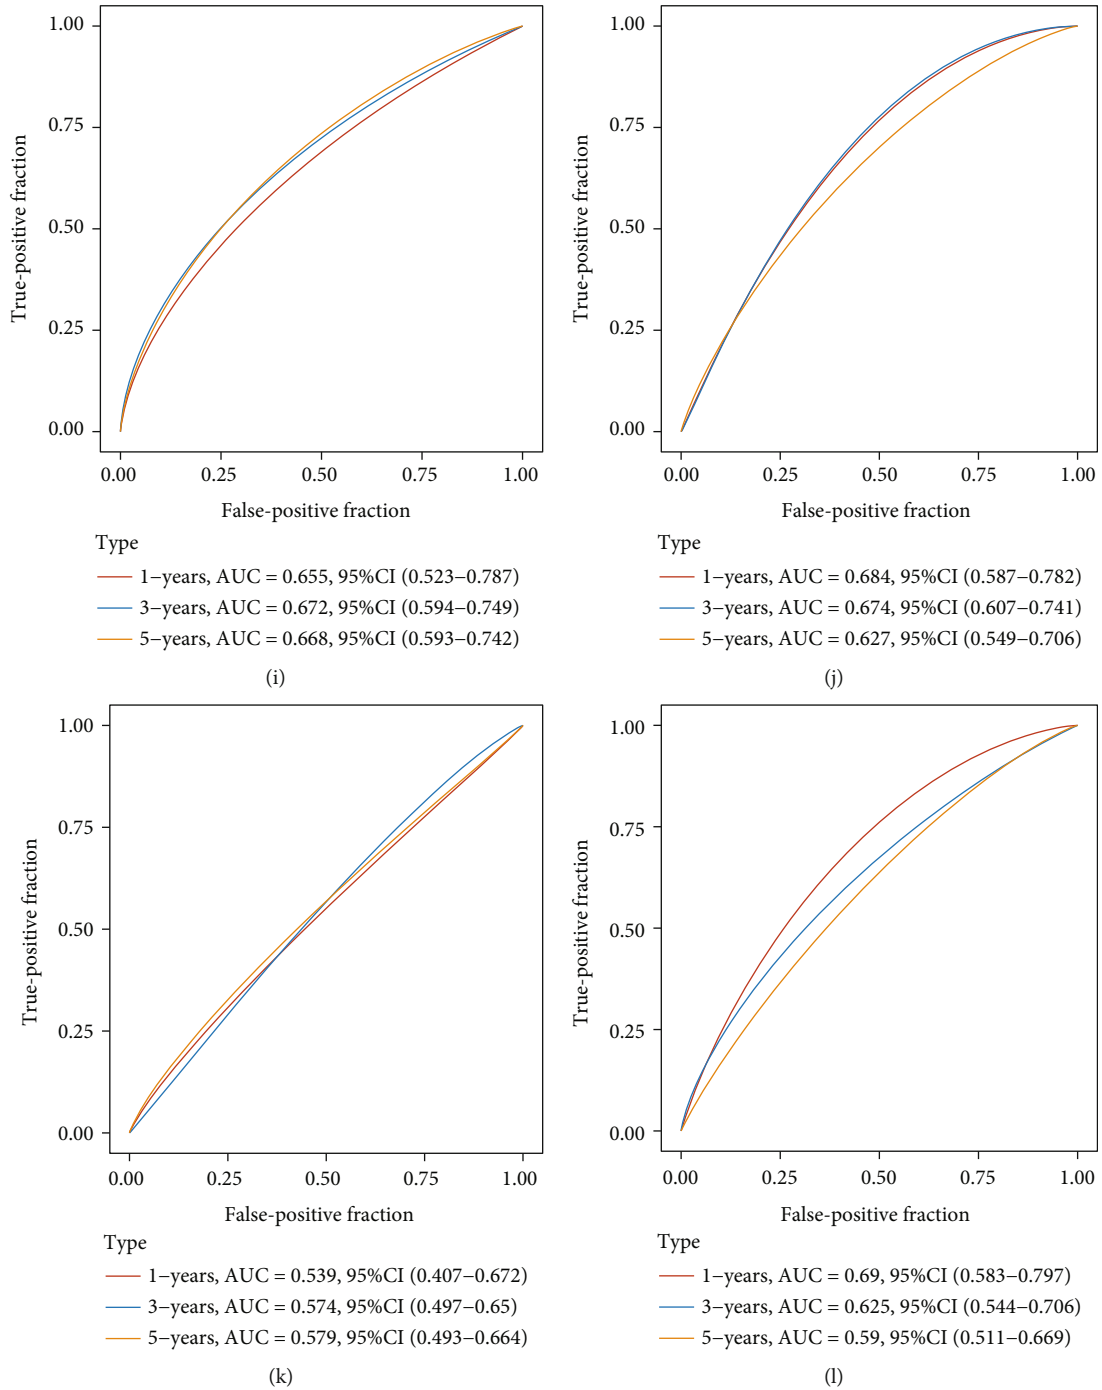 1.00
0.75
0.50
0.25
0.00
True-positive fraction
0.00 0.25 0.50 0.75 1.00
False-positive fraction
Type
1−years, AUC = 0.655, 95%CI (0.523−0.787)
3−years, AUC = 0.672, 95%CI (0.594−0.749)
5−years, AUC = 0.668, 95%CI (0.593−0.742)
(i)
1.00
0.75
0.50
0.25
0.00
True-positive fraction
0.00 0.25 0.50 0.75 1.00
False-positive fraction
Type
1−years, AUC = 0.684, 95%CI (0.587−0.782)
3−years, AUC = 0.674, 95%CI (0.607−0.741)
5−years, AUC = 0.627, 95%CI (0.549−0.706)
(j)
1.00
0.75
0.50
0.25
0.00
True-positive fraction
0.00 0.25 0.50 0.75 1.00
False-positive fraction
Type
1−years, AUC = 0.539, 95%CI (0.407−0.672)
3−years, AUC = 0.574, 95%CI (0.497−0.65)
5−years, AUC = 0.579, 95%CI (0.493−0.664)
(k)
1.00
0.75
0.50
0.25
0.00
True-positive fraction
0.00 0.25 0.50 0.75 1.00
False-positive fraction
Type
1−years, AUC = 0.69, 95%CI (0.583−0.797)
3−years, AUC = 0.625, 95%CI (0.544−0.706)
5−years, AUC = 0.59, 95%CI (0.511−0.669)
(l)